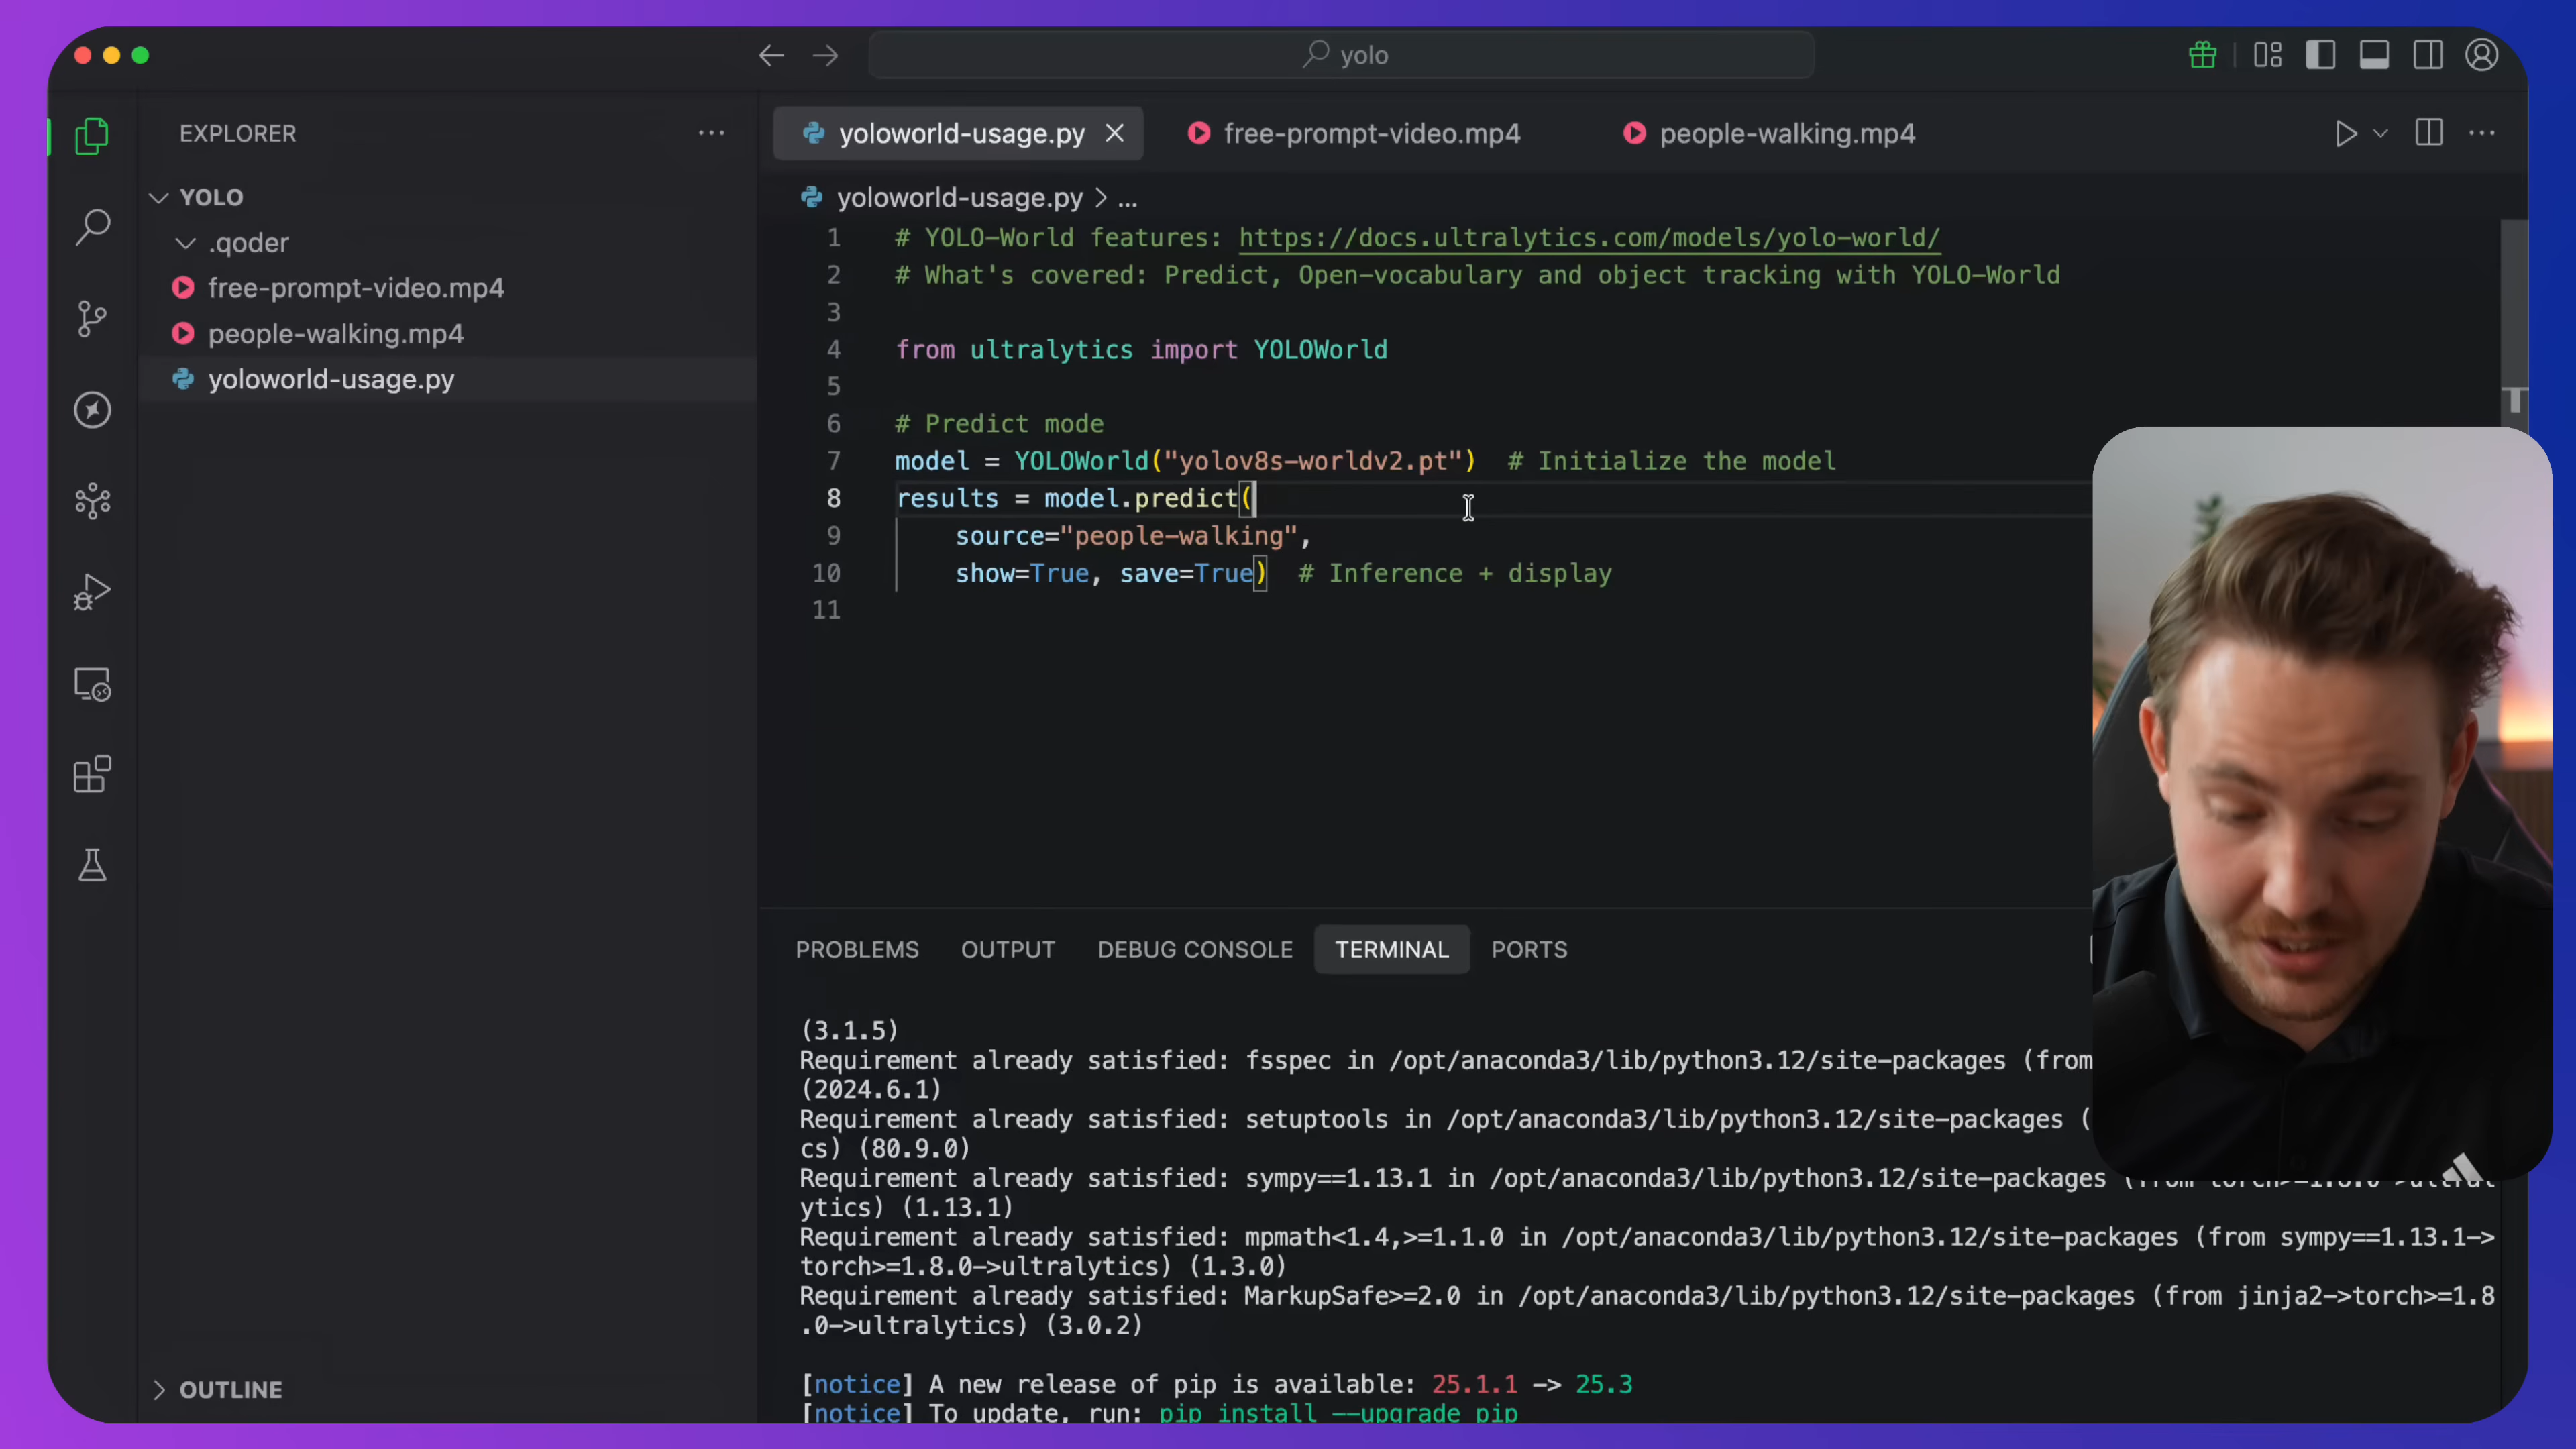 yolo
EXPLORER
YOLO
.qoder
free-prompt-video.mp4
people-walking.mp4
yoloworld-usage.py
OUTLINE
yoloworld-usage.py
free-prompt-video.mp4
people-walking.mp4
yoloworld-usage.py > ...
1 # YOLO-World features: https://docs.ultralytics.com/models/yolo-world/
2 # What's covered: Predict, Open-vocabulary and object tracking with YOLO-World
3
4 from ultralytics import YOLOWorld
5
6 # Predict mode
7 model = YOLOWorld("yolov8s-worldv2.pt")  # Initialize the model
8 results = model.predict(
9     source="people-walking",
10     show=True, save=True)  # Inference + display
11
PROBLEMS OUTPUT DEBUG CONSOLE TERMINAL PORTS
(3.1.5)
Requirement already satisfied: fsspec in /opt/anaconda3/lib/python3.12/site-packages (from
(2024.6.1)
Requirement already satisfied: setuptools in /opt/anaconda3/lib/python3.12/site-packages (
cs) (80.9.0)
Requirement already satisfied: sympy==1.13.1 in /opt/anaconda3/lib/python3.12/site-packages
ytics) (1.13.1)
Requirement already satisfied: mpmath<1.4,>=1.1.0 in /opt/anaconda3/lib/python3.12/site-packages (from sympy==1.13.1->
torch>=1.8.0->ultralytics) (1.3.0)
Requirement already satisfied: MarkupSafe>=2.0 in /opt/anaconda3/lib/python3.12/site-packages (from jinja2->torch>=1.8
.0->ultralytics) (3.0.2)
[notice] A new release of pip is available: 25.1.1 -> 25.3
[notice] To update, run: pip install --upgrade pip